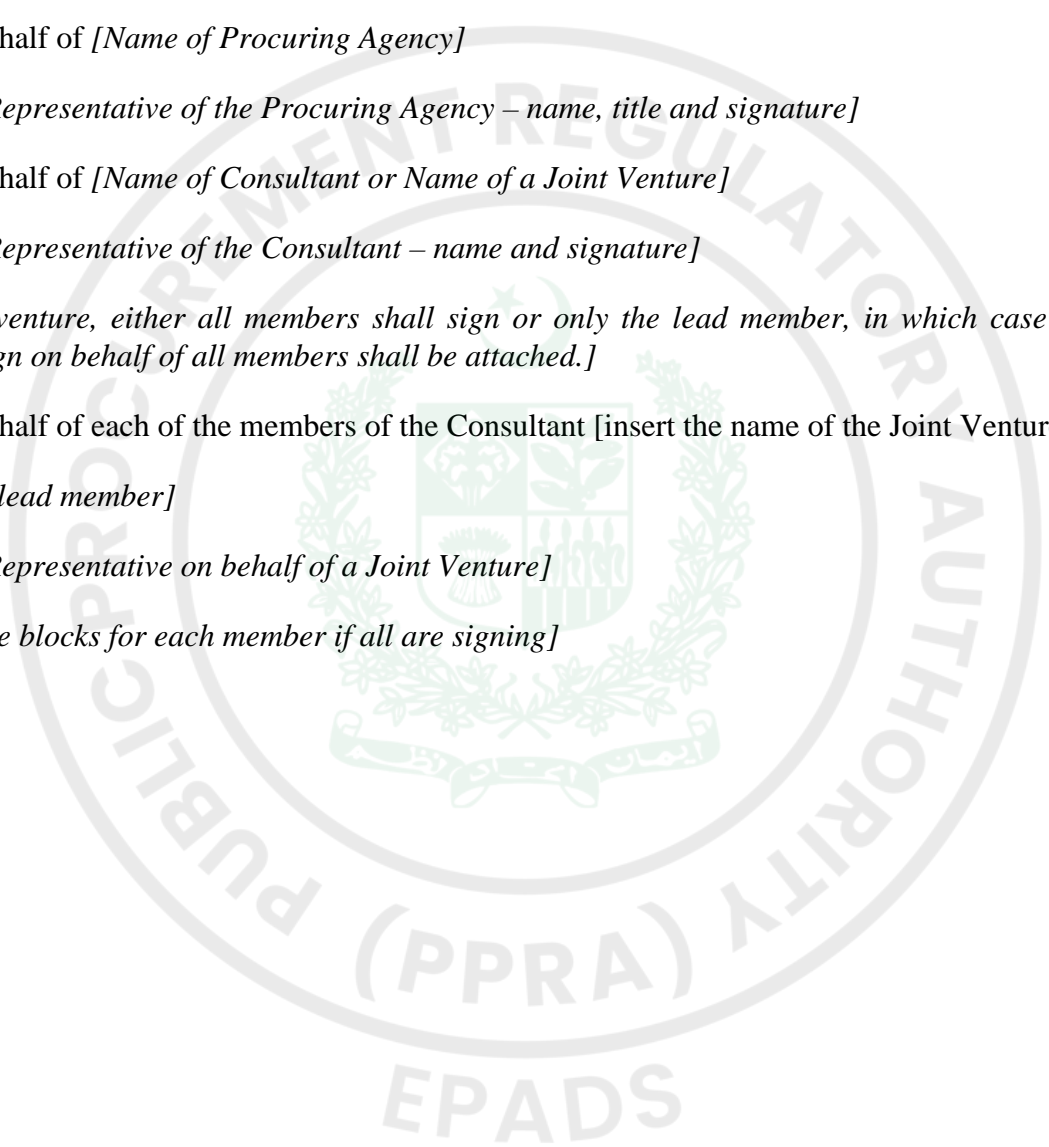 half of [Name of Procuring Agency]
Representative of the Procuring Agency – name, title and signature]
half of [Name of Consultant or Name of a Joint Venture]
Representative of the Consultant – name and signature]
venture, either all members shall sign or only the lead member, in which case
on behalf of all members shall be attached.]
half of each of the members of the Consultant [insert the name of the Joint Ventur
lead member]
Representative on behalf of a Joint Venture]
blocks for each member if all are signing]
PUBLIC PROCUREMENT REGULATORY AUTHORITY
(PPRA)
EPADS